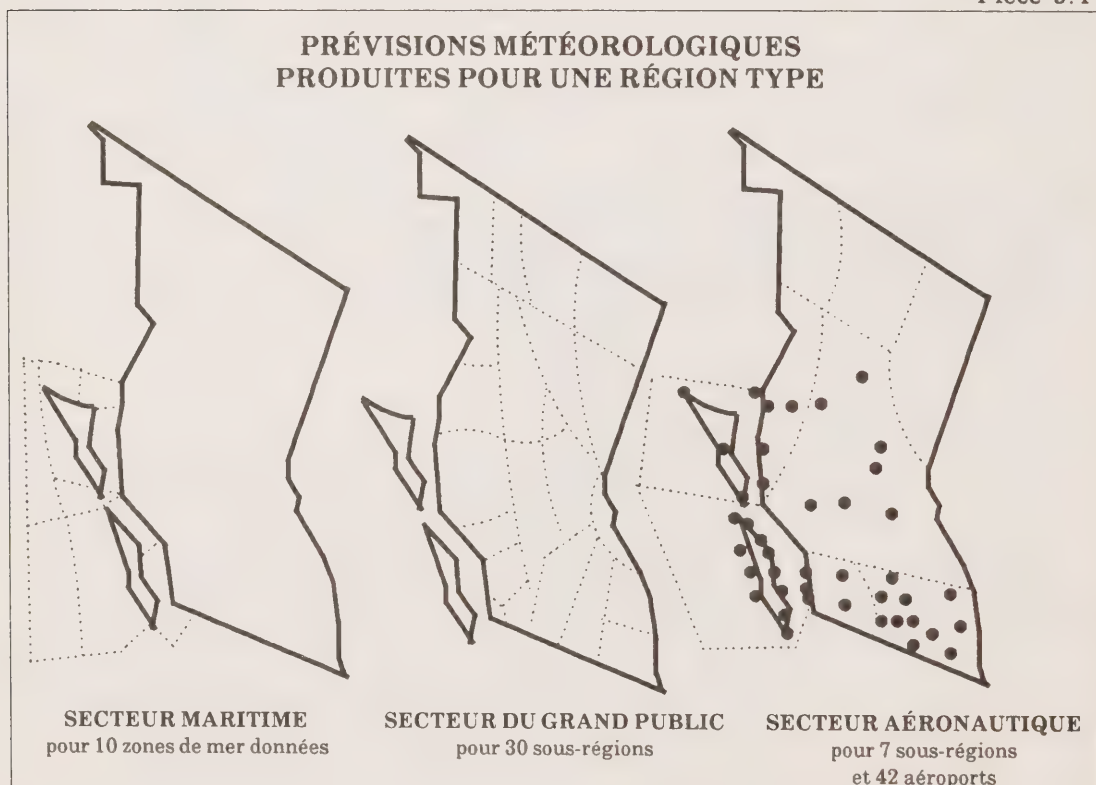 PRÉVISIONS MÉTÉOROLOGIQUES
PRODUITES POUR UNE RÉGION TYPE
SECTEUR MARITIME
pour 10 zones de mer données
SECTEUR DU GRAND PUBLIC
pour 30 sous-régions
SECTEUR AÉRONAUTIQUE
pour 7 sous-régions
et 42 aéroports